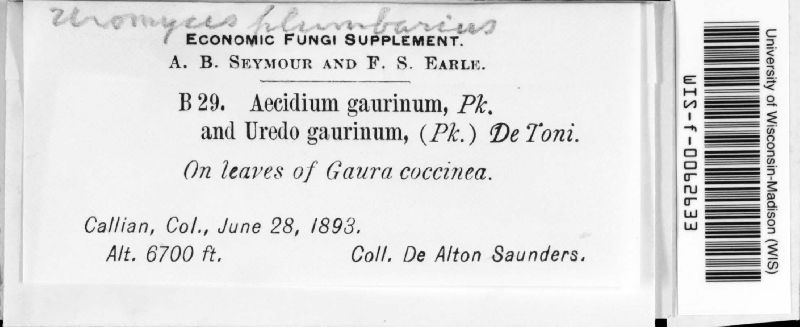 Uromyces plumbarius
ECONOMIC FUNGI SUPPLEMENT.
A. B. SEYMOUR AND F. S. EARLE.
B 29. Aecidium gaurinum, Pk.
and Uredo gaurinum, (Pk.) De Toni.
On leaves of Gaura coccinea.
Callian, Col., June 28, 1893.
Alt. 6700 ft. Coll. De Alton Saunders.
University of Wisconsin-Madison (WIS)
WIS-f-0062933